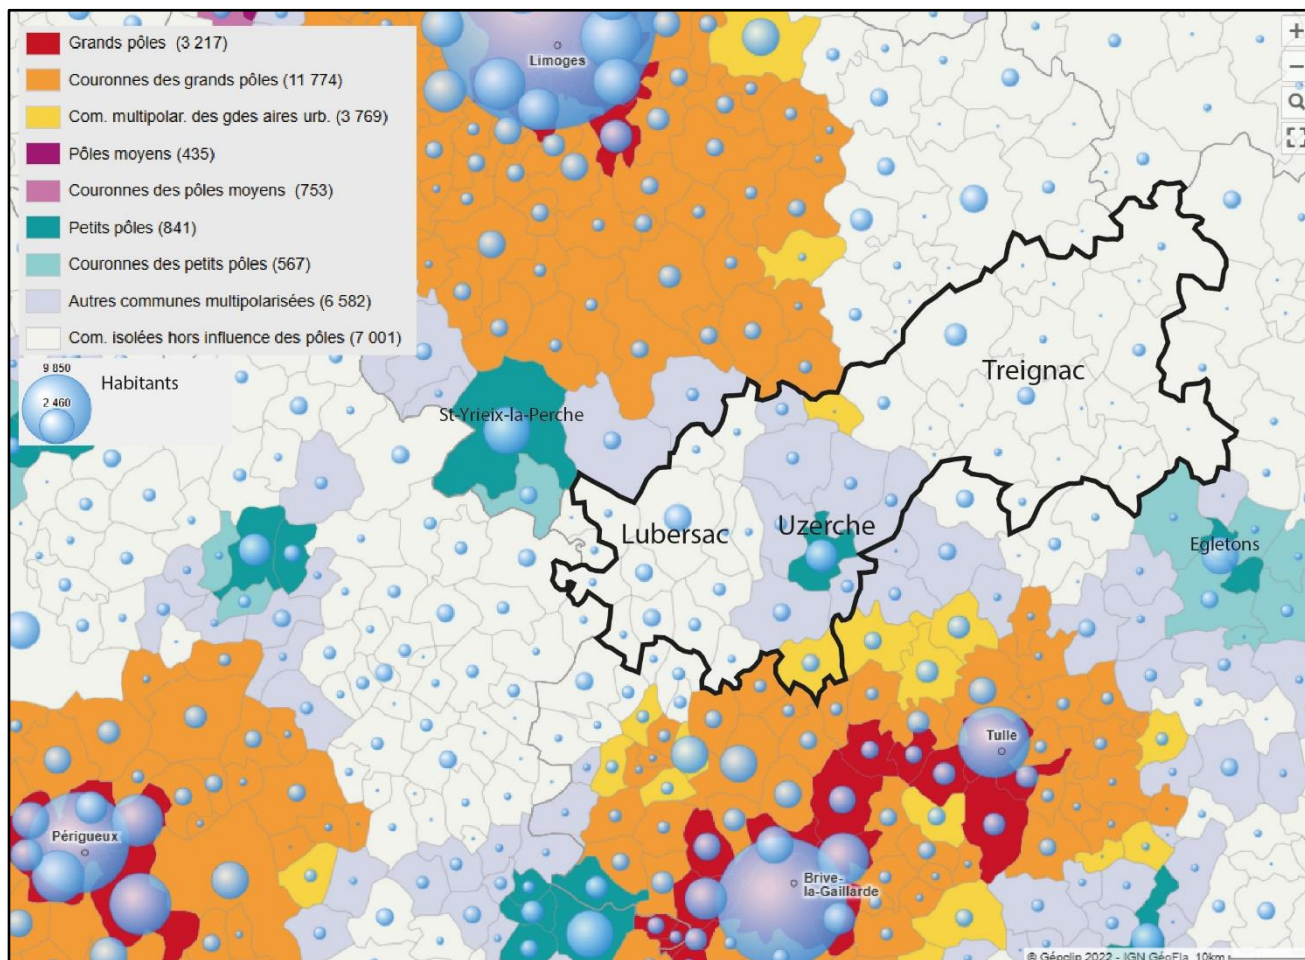 Grands pôles (3 217)
Couronnes des grands pôles (11 774)
Com. multipolar. des gdes aires urb. (3 769)
Pôles moyens (435)
Couronnes des pôles moyens (753)
Petits pôles (841)
Couronnes des petits pôles (567)
Autres communes multipolarisées (6 582)
Com. isolées hors influence des pôles (7 001)
9 850
Habitants
2 460
Limoges
Treignac
St-Yrieix-la-Perche
Lubersac
Uzerche
Egletons
Tulle
Périgueux
Brive-
la-Gaillarde
© Géoclip 2022 - IGN GéoFla 10km
+
−